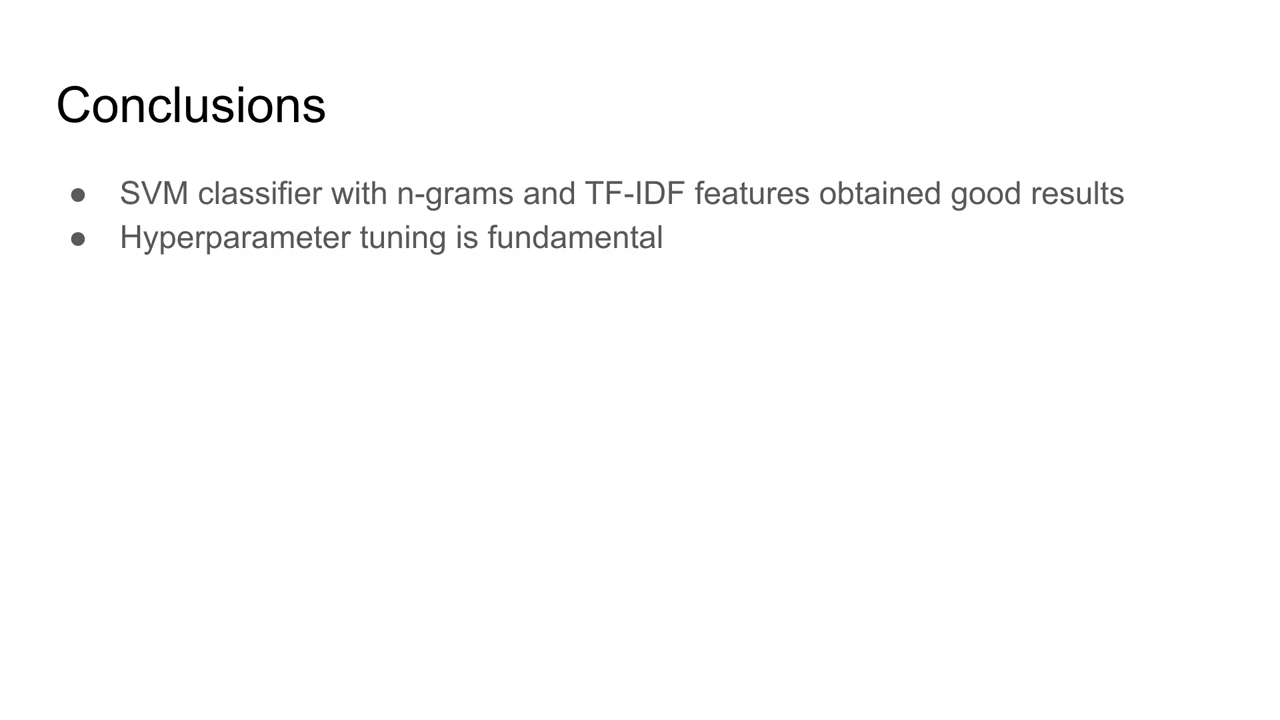 Conclusions
● SVM classifier with n-grams and TF-IDF features obtained good results
● Hyperparameter tuning is fundamental